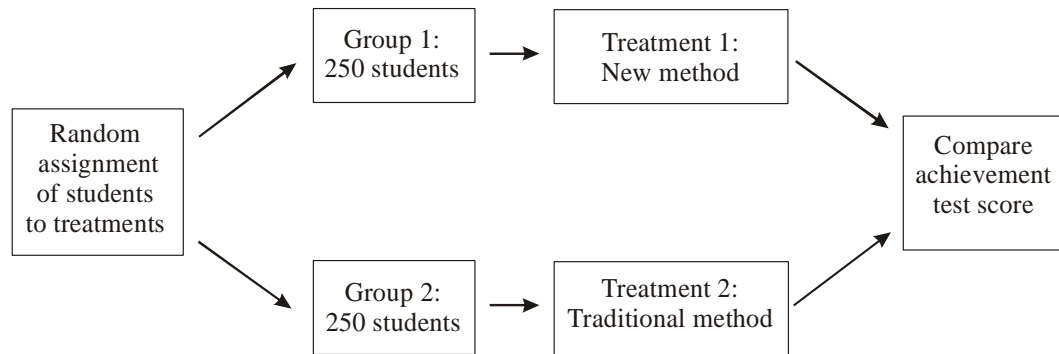 Random
assignment
of students
to treatments
Group 1:
250 students
Treatment 1:
New method
Group 2:
250 students
Treatment 2:
Traditional method
Compare
achievement
test score